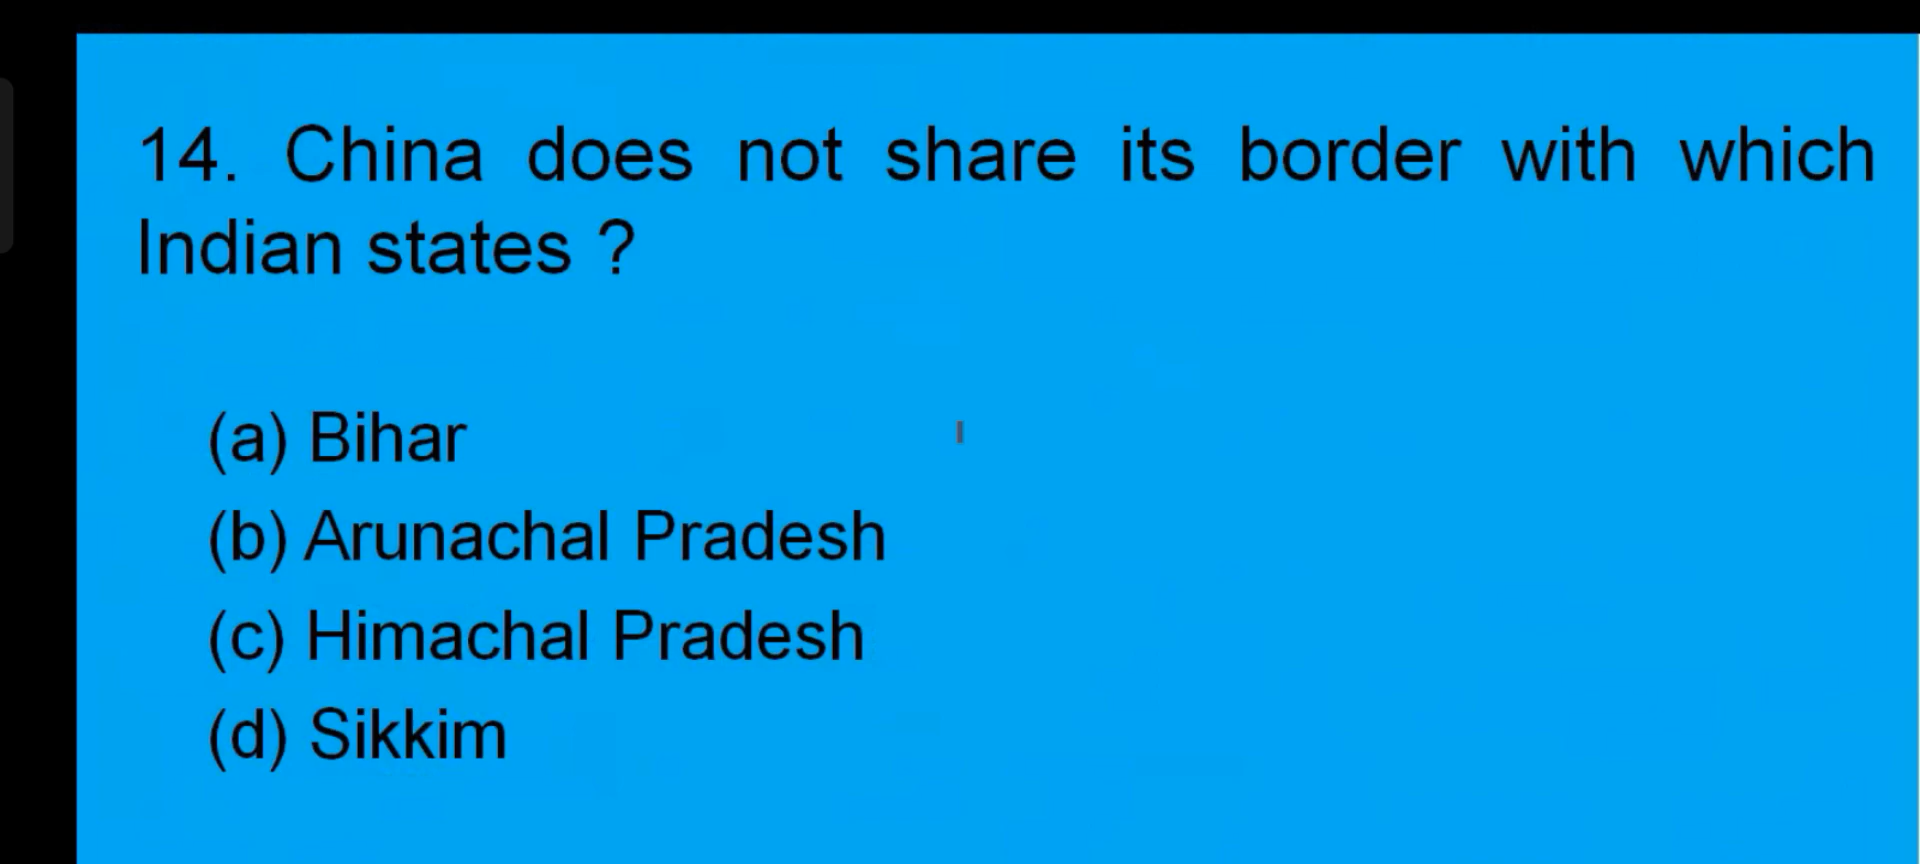 14. China does not share its border with which
Indian states ?
(a) Bihar
(b) Arunachal Pradesh
(c) Himachal Pradesh
(d) Sikkim